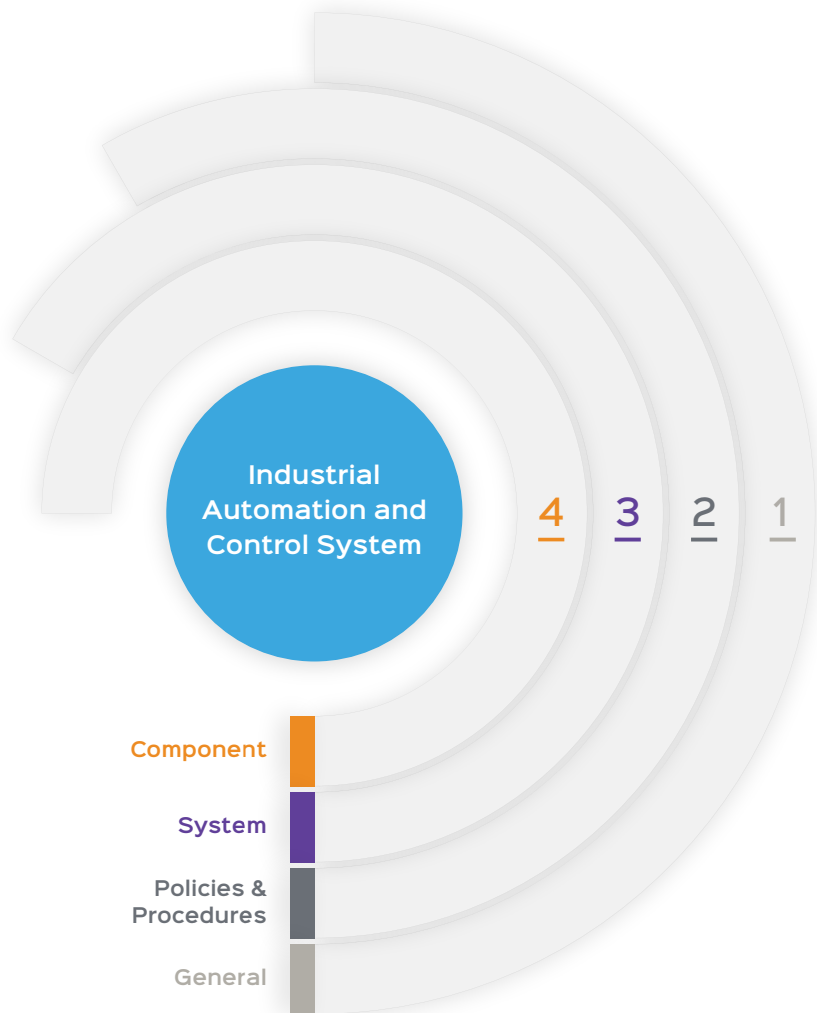 Industrial
Automation and
Control System
4 3 2 1
Component
System
Policies &
Procedures
General